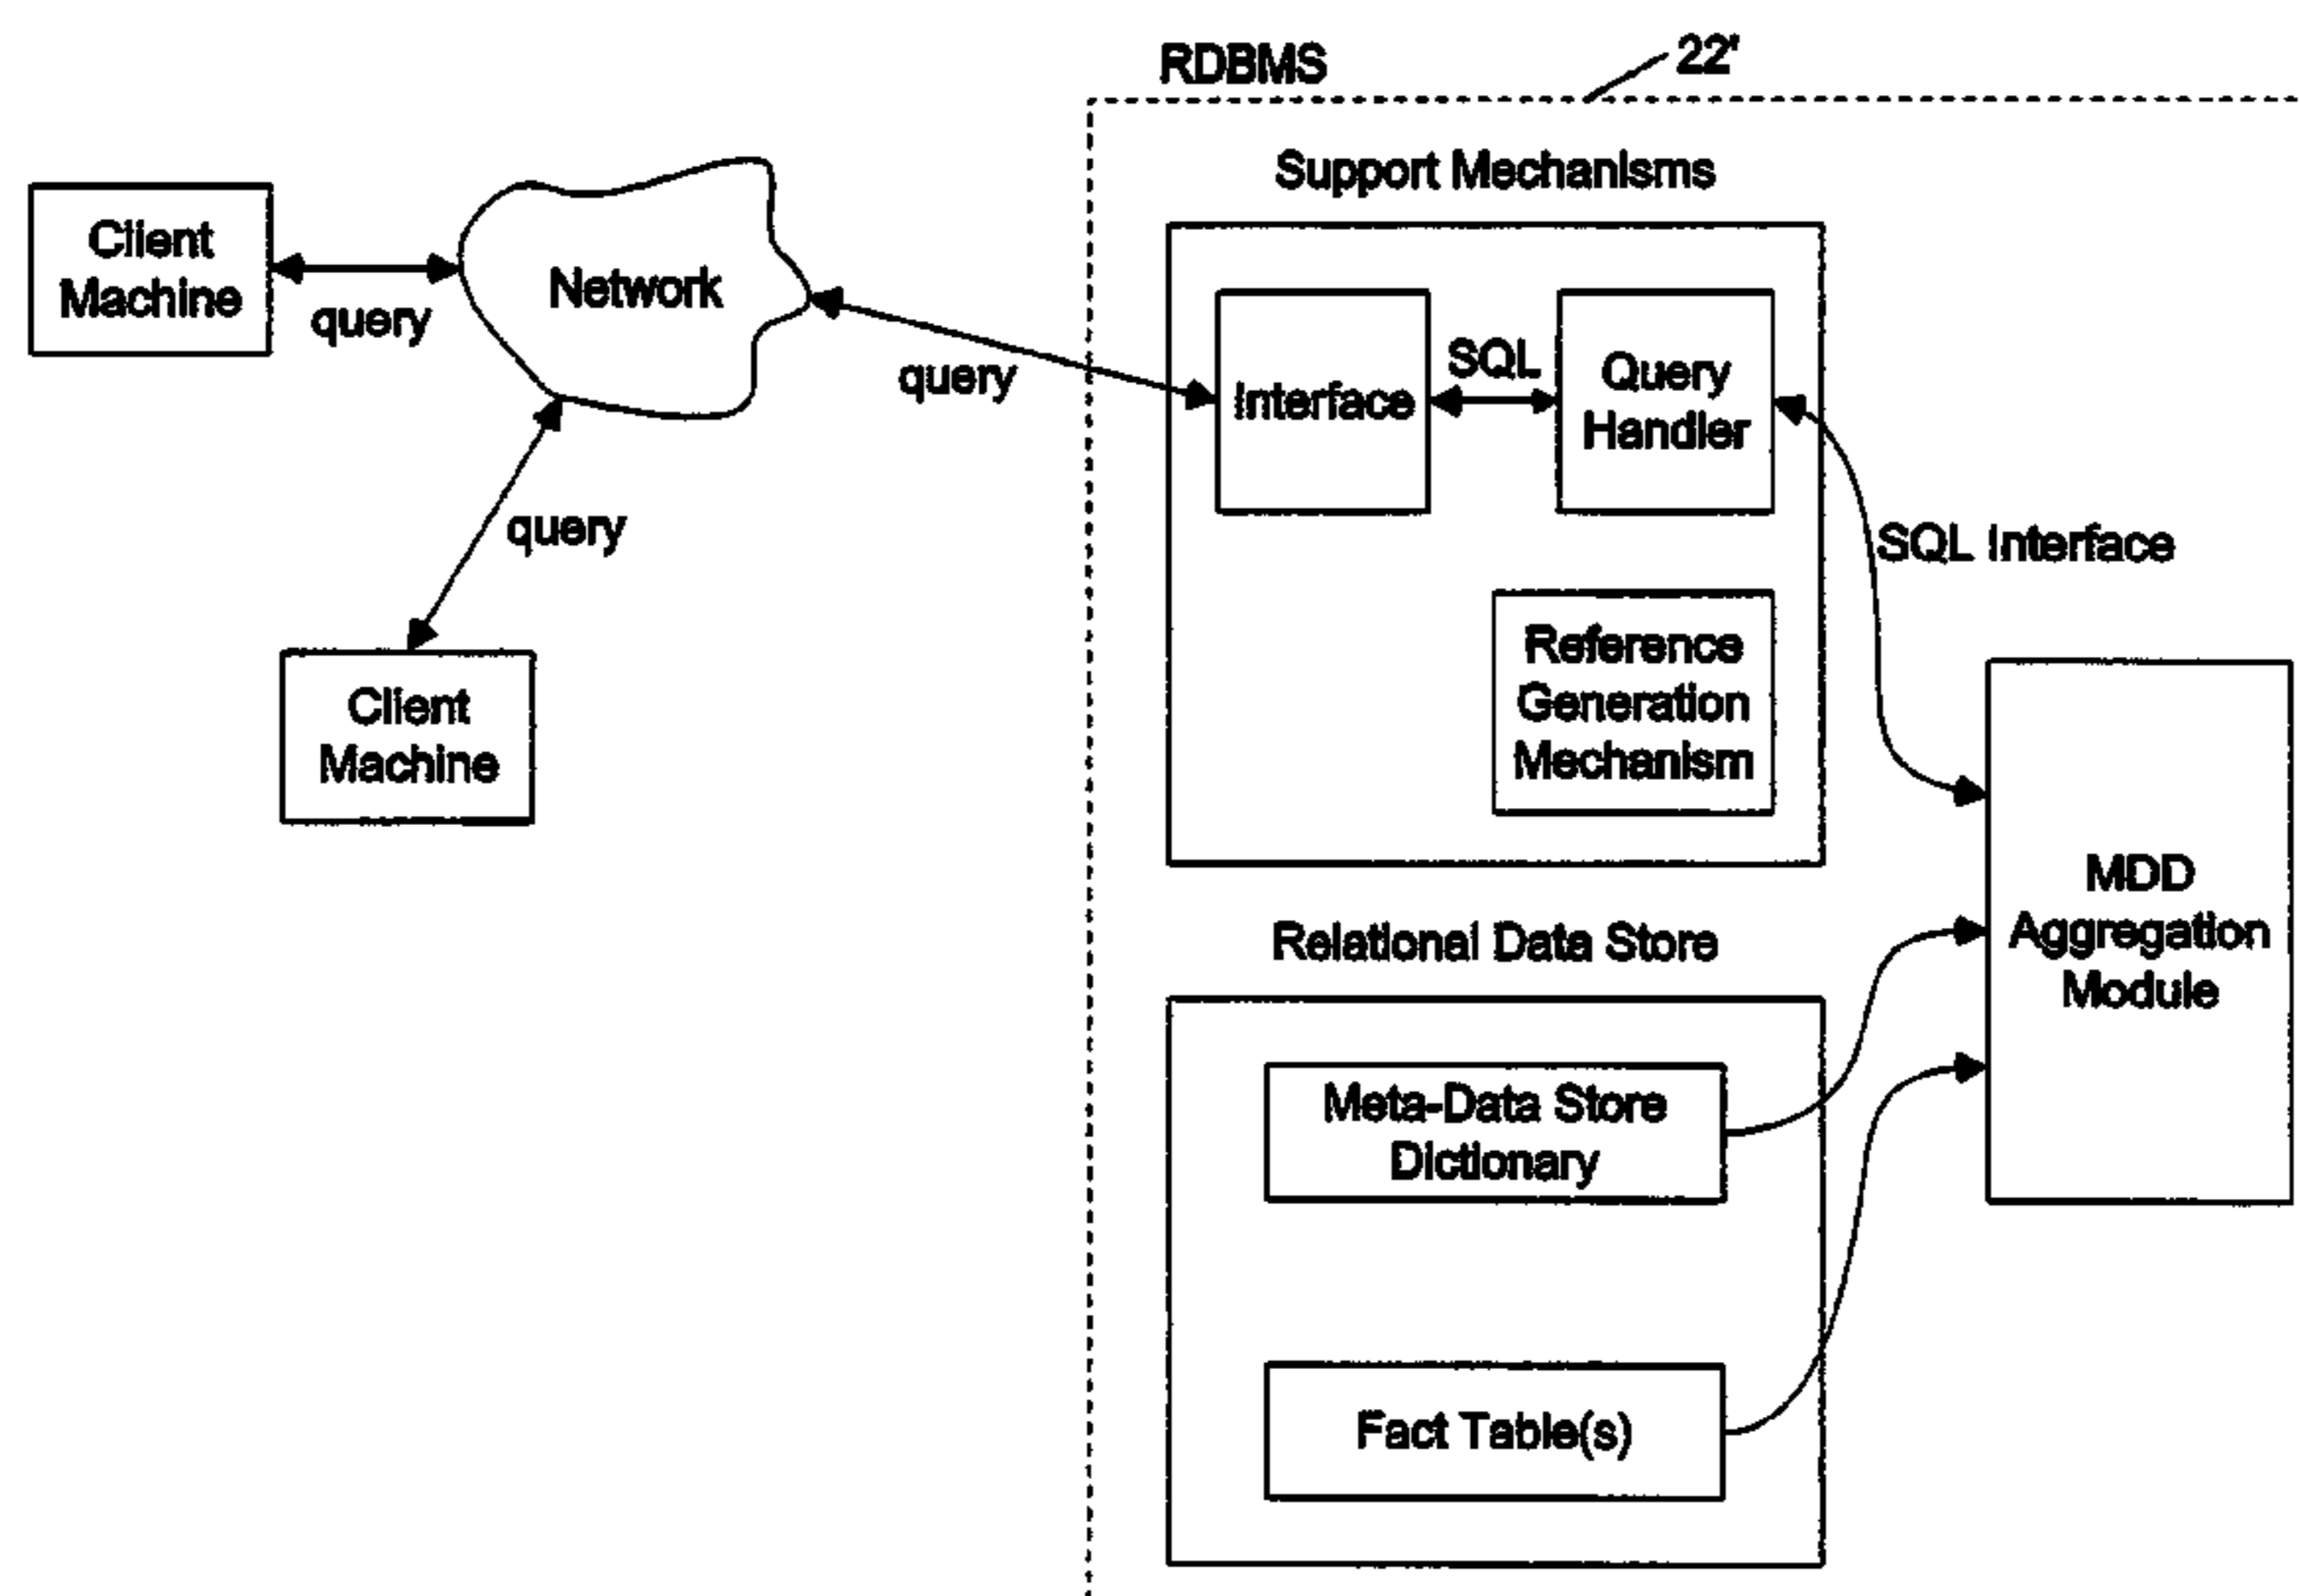 RDBMS
22'
Support Mechanisms
Client
Machine
query
Network
query
Interface
SQL
Query
Handler
query
SQL Interface
Client
Machine
Reference
Generation
Mechanism
MDD
Aggregation
Module
Relational Data Store
Meta-Data Store
Dictionary
Fact Table(s)